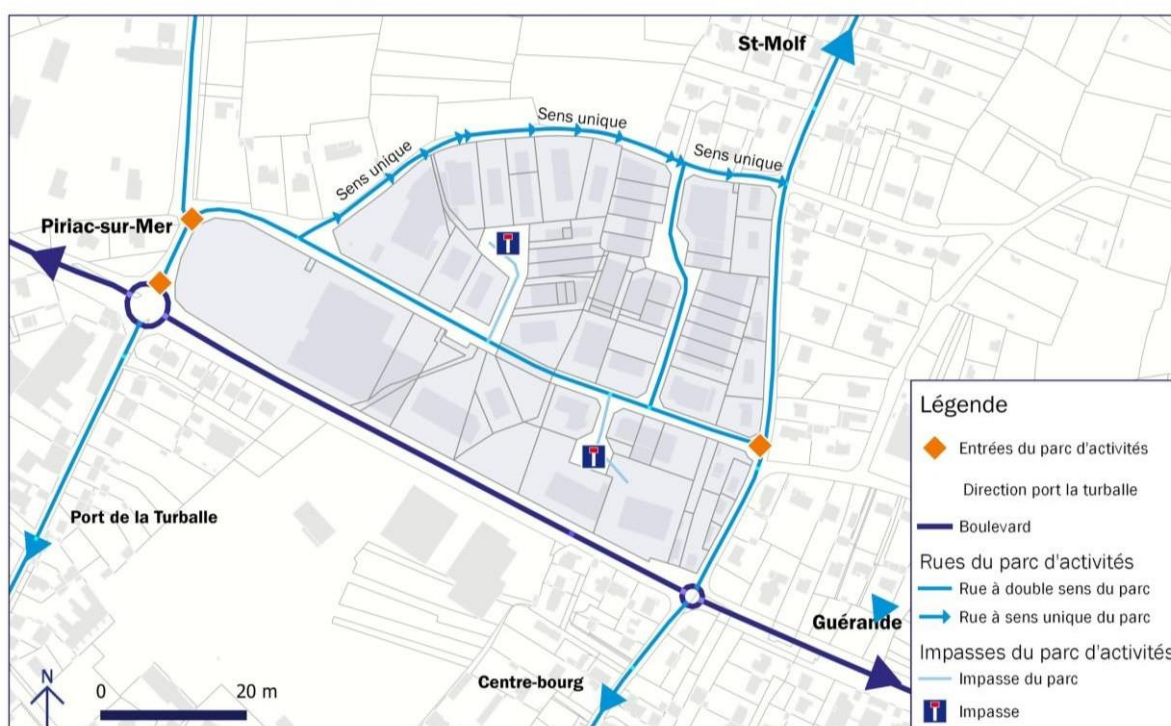 St-Molf
Sens unique
Sens unique
Sens unique
Piriac-sur-Mer
Port de la Turballe
Centre-bourg
Guérande
N
0 20 m
Légende
Entrées du parc d'activités
Direction port la turballe
Boulevard
Rues du parc d'activités
Rue à double sens du parc
Rue à sens unique du parc
Impasses du parc d'activités
Impasse du parc
Impasse